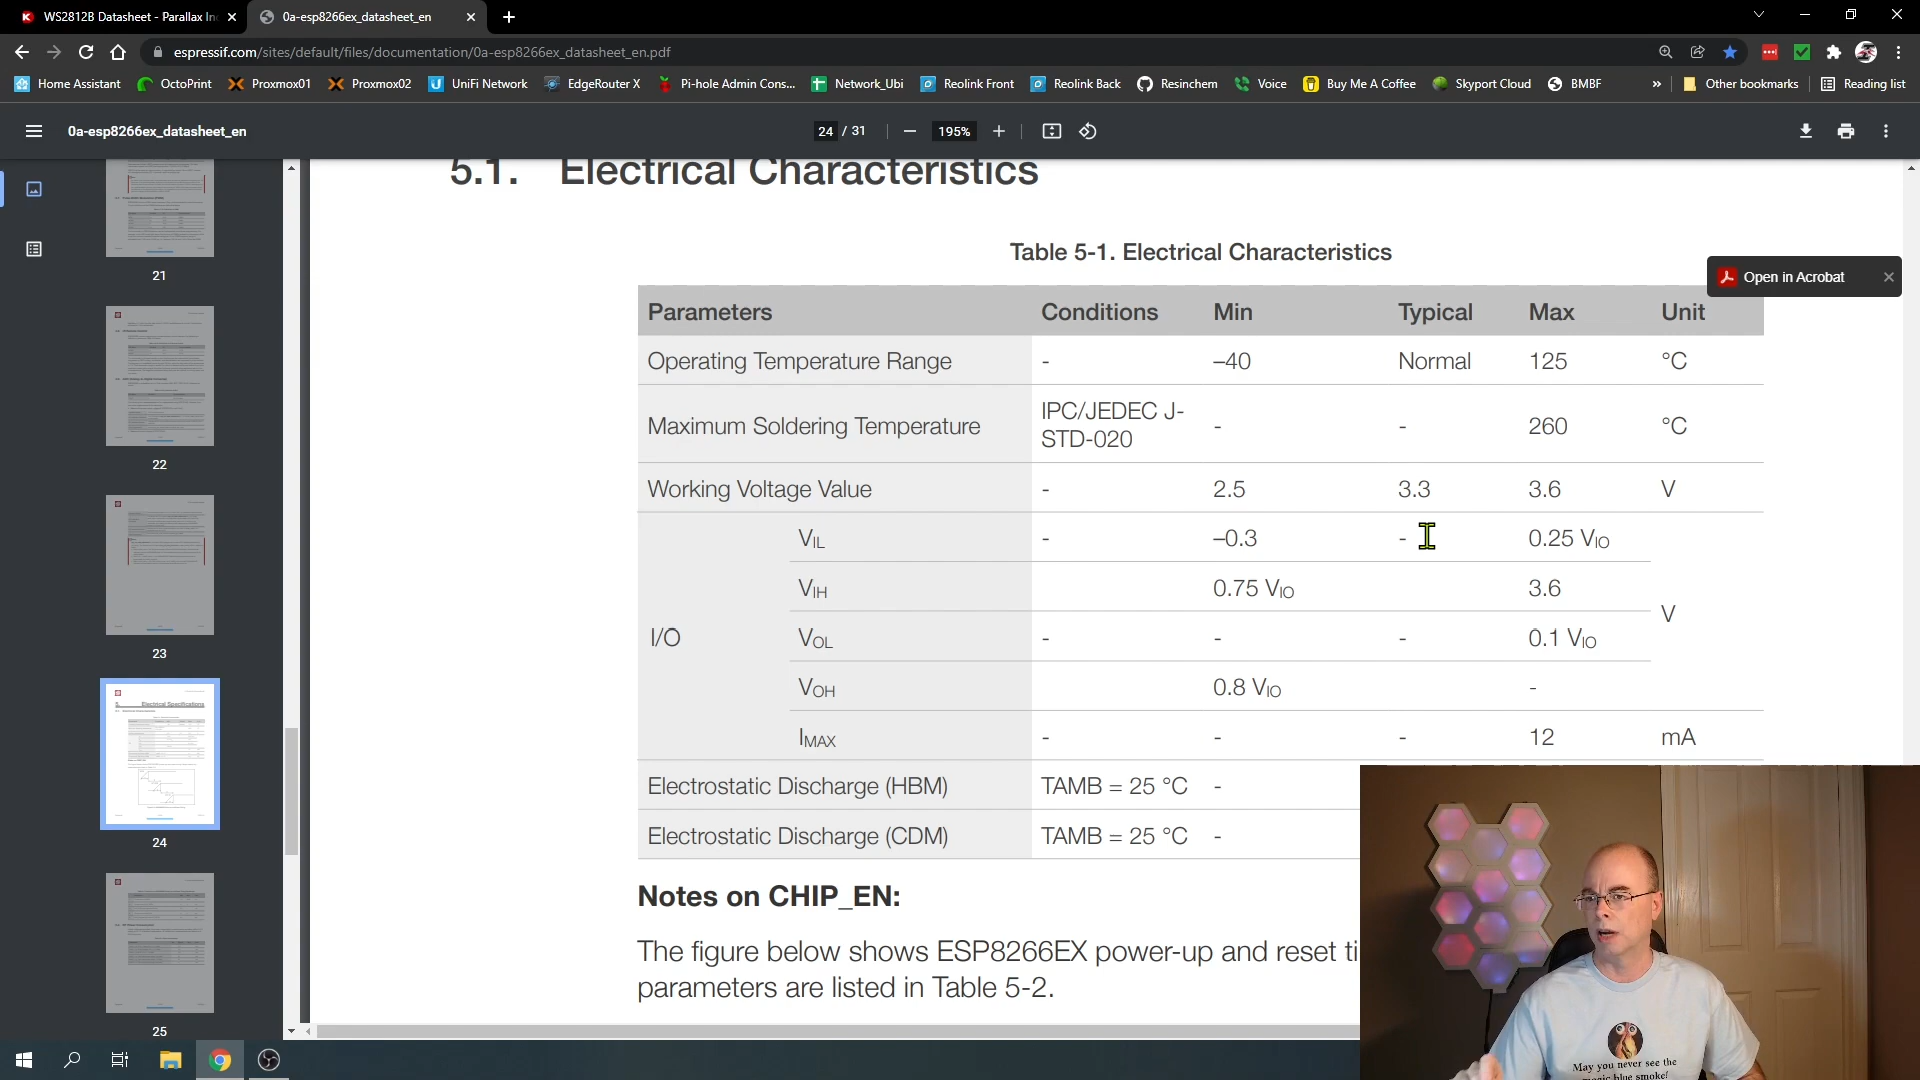 WS2812B Datasheet - Parallax In
0a-esp8266ex_datasheet_en
espressif.com/sites/default/files/documentation/0a-esp8266ex_datasheet_en.pdf
Home Assistant
OctoPrint
Proxmox01
Proxmox02
UniFi Network
EdgeRouter X
Pi-hole Admin Cons...
Network_Ubi
Reolink Front
Reolink Back
Resinchem
Voice
Buy Me A Coffee
Skyport Cloud
BMBF
»
Other bookmarks
Reading list
0a-esp8266ex_datasheet_en
24 / 31
195%
21
22
23
24
25
5.1. Electrical Characteristics
Table 5-1. Electrical Characteristics
Open in Acrobat
Parameters Conditions Min Typical Max Unit
Operating Temperature Range - –40 Normal 125 °C
Maximum Soldering Temperature IPC/JEDEC J-STD-020 - - 260 °C
Working Voltage Value - 2.5 3.3 3.6 V
I/O
VIL - –0.3 - 0.25 VIO
VIH 0.75 VIO 3.6
V
VOL - - - 0.1 VIO
VOH 0.8 VIO -
IMAX - - - 12 mA
Electrostatic Discharge (HBM) TAMB = 25 °C -
Electrostatic Discharge (CDM) TAMB = 25 °C -
Notes on CHIP_EN:
The figure below shows ESP8266EX power-up and reset ti
parameters are listed in Table 5-2.
May you never see the
magic blue smoke!